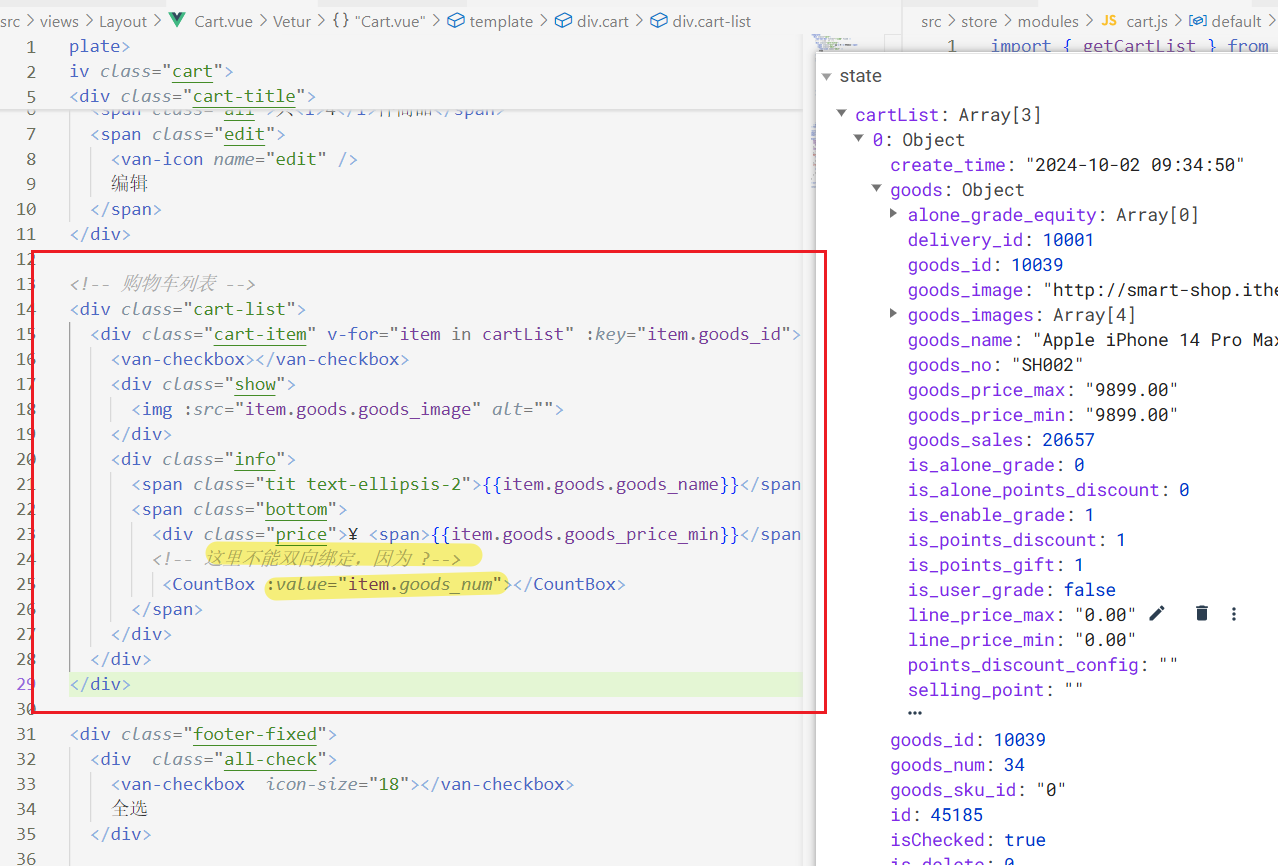 src > views > Layout > Cart.vue > Vetur > {} "Cart.vue" > template > div.cart > div.cart-list
1 plate>
2 iv class="cart">
5 <div class="cart-title">
7 <span class="edit">
8 <van-icon name="edit" />
9 编辑
10 </span>
11 </div>
12
13 <!-- 购物车列表 -->
14 <div class="cart-list">
15 <div class="cart-item" v-for="item in cartList" :key="item.goods_id">
16 <van-checkbox></van-checkbox>
17 <div class="show">
18 <img :src="item.goods.goods_image" alt="">
19 </div>
20 <div class="info">
21 <span class="tit text-ellipsis-2">{{item.goods.goods_name}}</span
22 <span class="bottom">
23 <div class="price">¥ <span>{{item.goods.goods_price_min}}</span
24 <!-- 这里不能双向绑定，因为 ?-->
25 <CountBox :value="item.goods_num"></CountBox>
26 </span>
27 </div>
28 </div>
29 </div>
30
31 <div class="footer-fixed">
32 <div  class="all-check">
33 <van-checkbox  icon-size="18"></van-checkbox>
34 全选
35 </div>
36
src > store > modules > JS cart.js > default >
1 import { getCartList } from
state
cartList: Array[3]
0: Object
create_time: "2024-10-02 09:34:50"
goods: Object
alone_grade_equity: Array[0]
delivery_id: 10001
goods_id: 10039
goods_image: "http://smart-shop.ithe
goods_images: Array[4]
goods_name: "Apple iPhone 14 Pro Max
goods_no: "SH002"
goods_price_max: "9899.00"
goods_price_min: "9899.00"
goods_sales: 20657
is_alone_grade: 0
is_alone_points_discount: 0
is_enable_grade: 1
is_points_discount: 1
is_points_gift: 1
is_user_grade: false
line_price_max: "0.00"
line_price_min: "0.00"
points_discount_config: ""
selling_point: ""
…
goods_id: 10039
goods_num: 34
goods_sku_id: "0"
id: 45185
isChecked: true
is_delete: 0